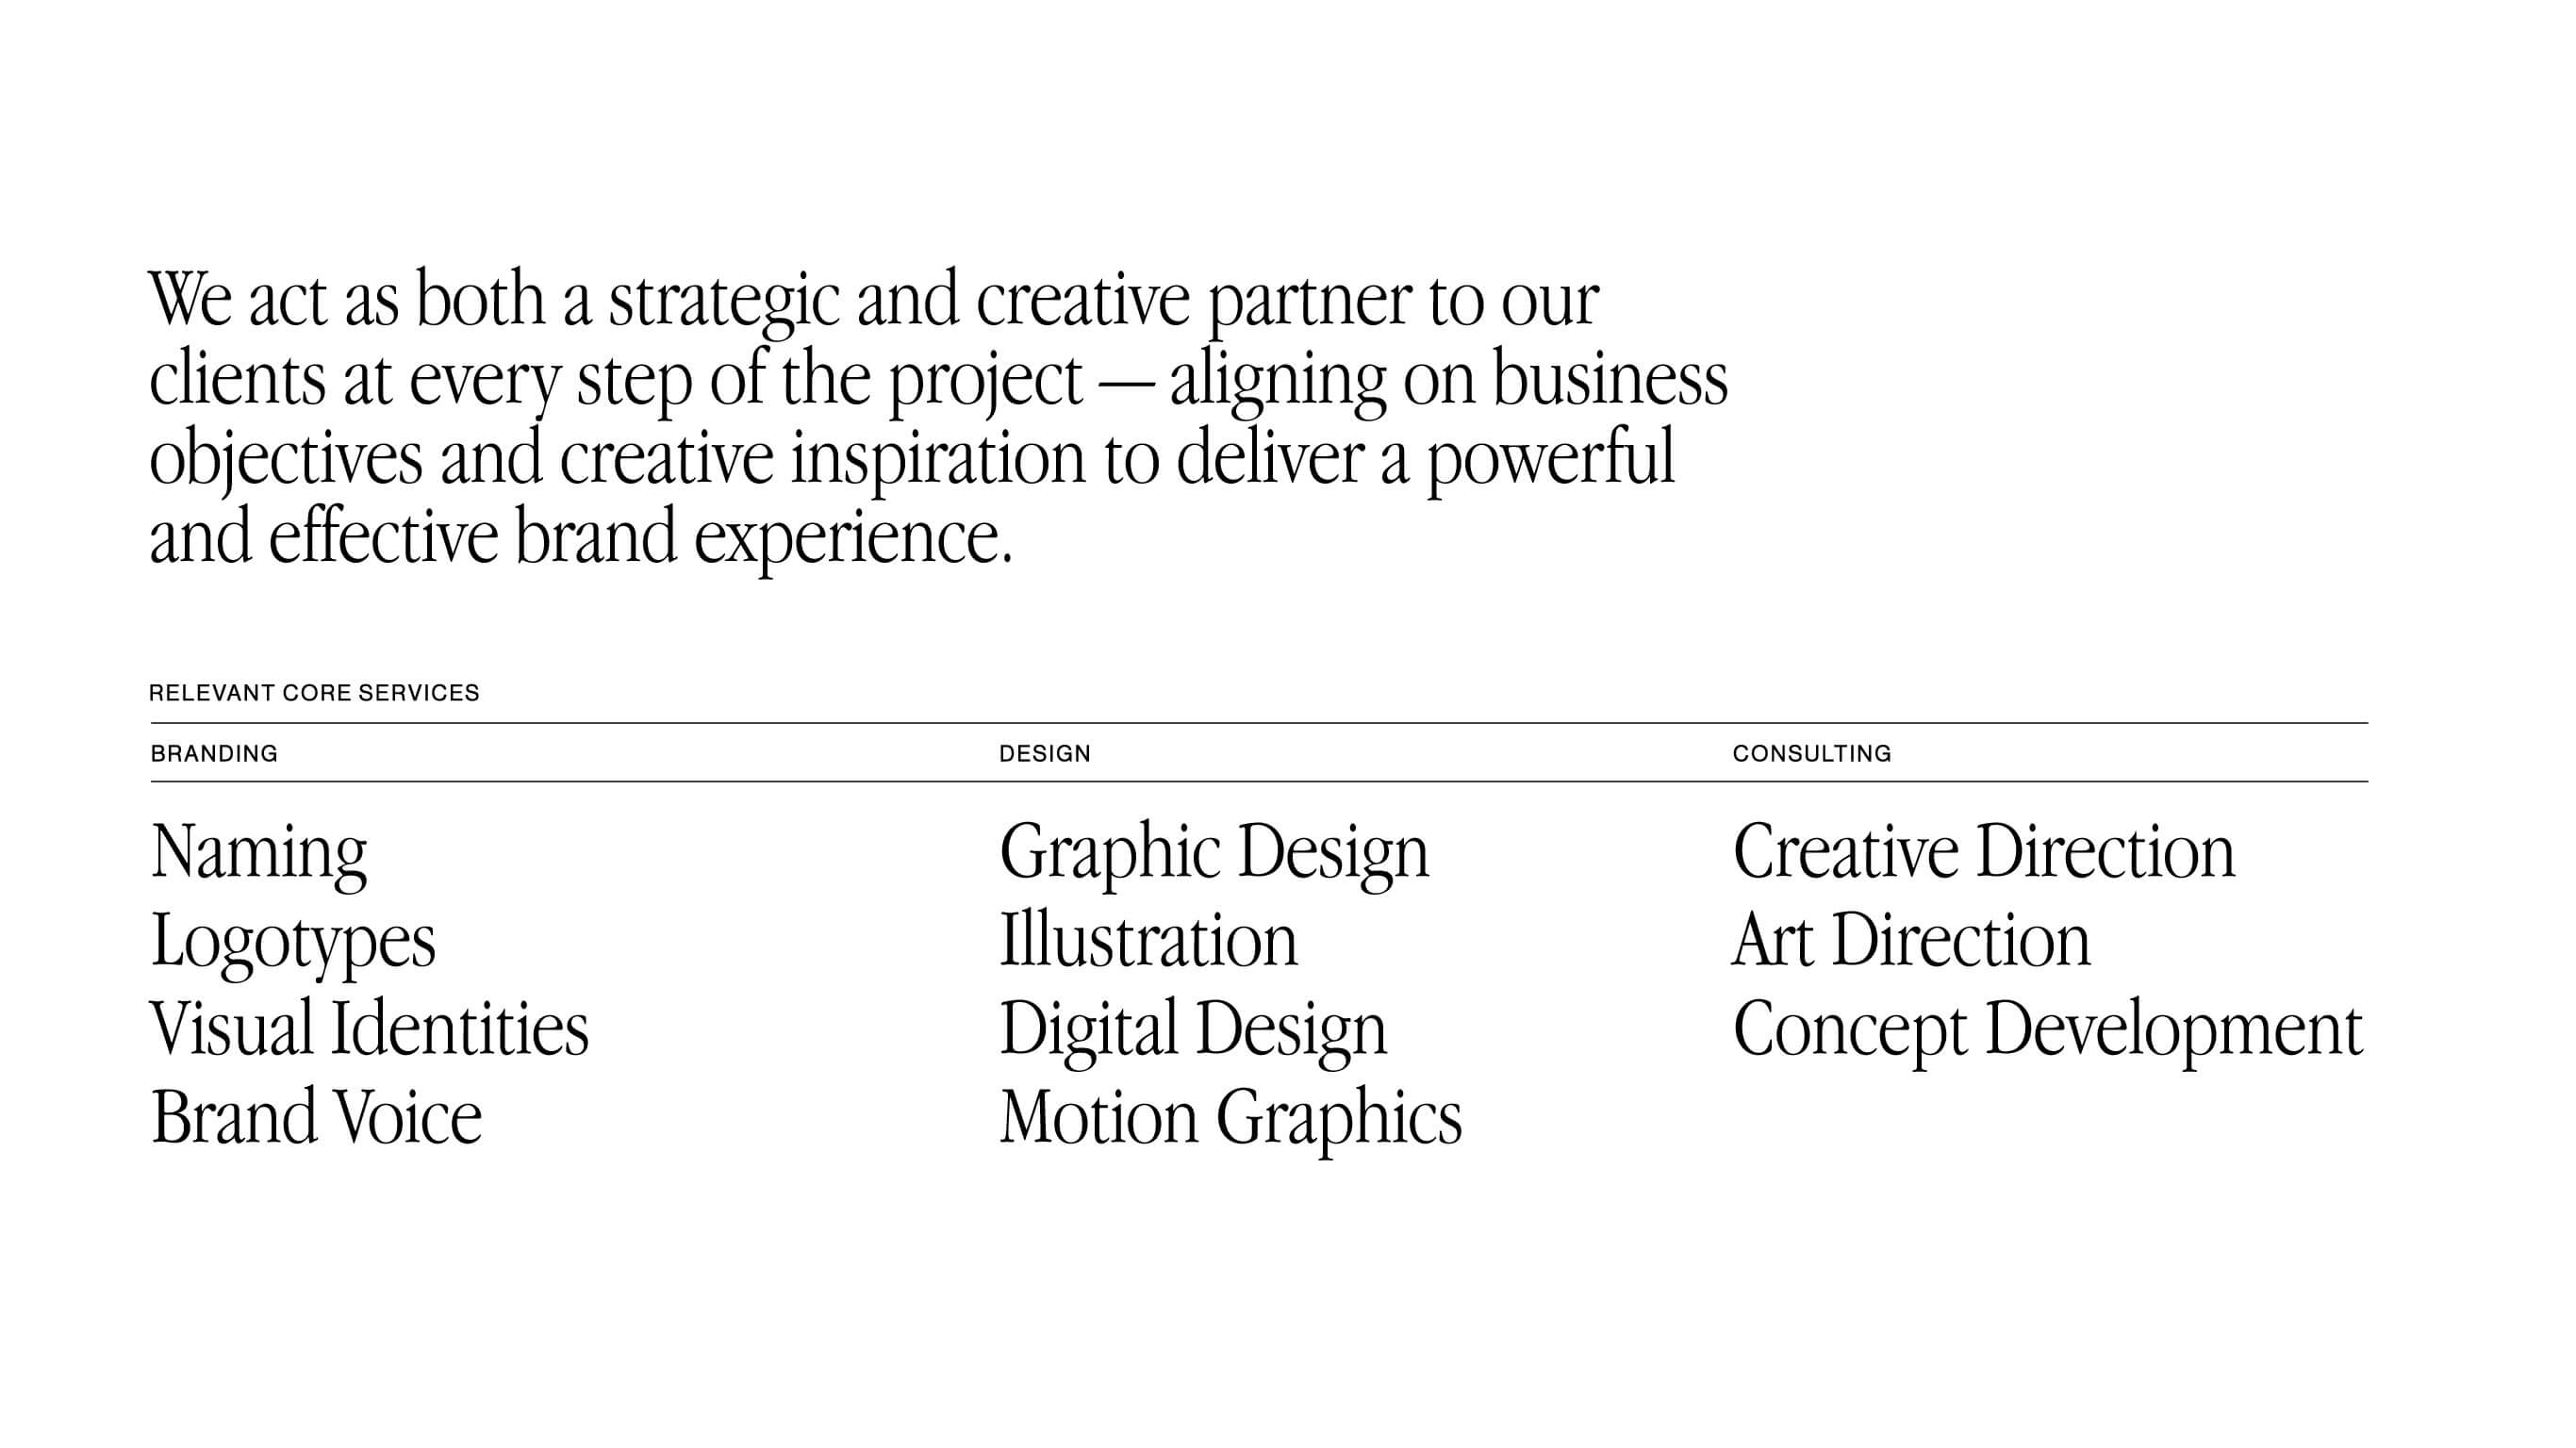 We act as both a strategic and creative partner to our
clients at every step of the project — aligning on business
objectives and creative inspiration to deliver a powerful
and effective brand experience.
RELEVANT CORE SERVICES
BRANDING
Naming
Logotypes
Visual Identities
Brand Voice
DESIGN
Graphic Design
Illustration
Digital Design
Motion Graphics
CONSULTING
Creative Direction
Art Direction
Concept Development